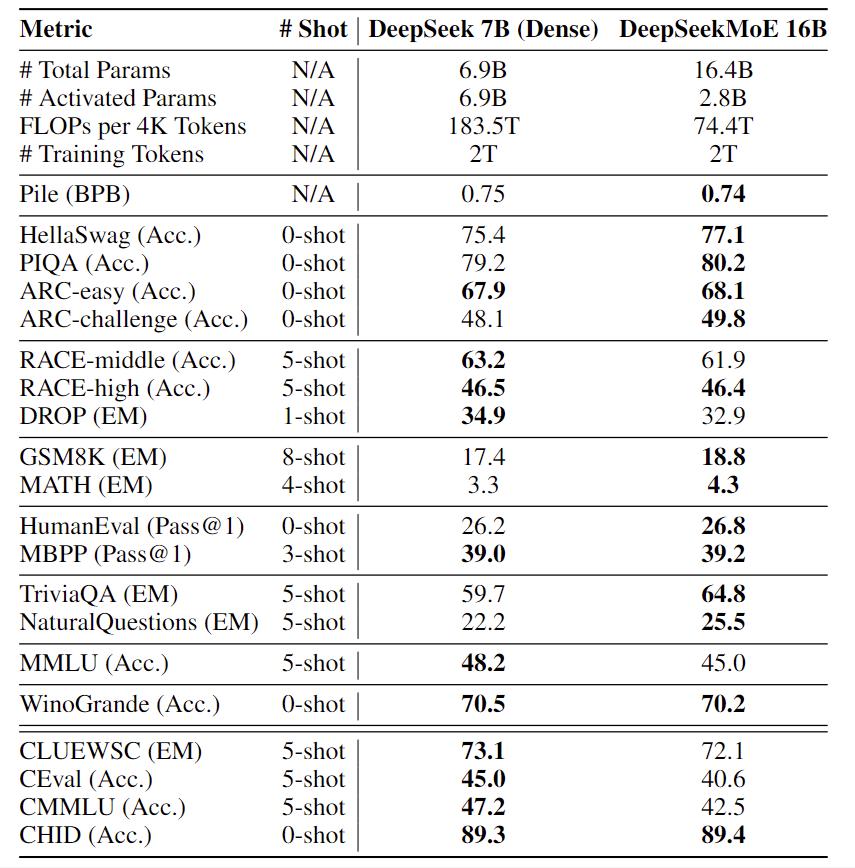 Metric # Shot DeepSeek 7B (Dense) DeepSeekMoE 16B
# Total Params N/A 6.9B 16.4B
# Activated Params N/A 6.9B 2.8B
FLOPs per 4K Tokens N/A 183.5T 74.4T
# Training Tokens N/A 2T 2T
Pile (BPB) N/A 0.75 0.74
HellaSwag (Acc.) 0-shot 75.4 77.1
PIQA (Acc.) 0-shot 79.2 80.2
ARC-easy (Acc.) 0-shot 67.9 68.1
ARC-challenge (Acc.) 0-shot 48.1 49.8
RACE-middle (Acc.) 5-shot 63.2 61.9
RACE-high (Acc.) 5-shot 46.5 46.4
DROP (EM) 1-shot 34.9 32.9
GSM8K (EM) 8-shot 17.4 18.8
MATH (EM) 4-shot 3.3 4.3
HumanEval (Pass@1) 0-shot 26.2 26.8
MBPP (Pass@1) 3-shot 39.0 39.2
TriviaQA (EM) 5-shot 59.7 64.8
NaturalQuestions (EM) 5-shot 22.2 25.5
MMLU (Acc.) 5-shot 48.2 45.0
WinoGrande (Acc.) 0-shot 70.5 70.2
CLUEWSC (EM) 5-shot 73.1 72.1
CEval (Acc.) 5-shot 45.0 40.6
CMMLU (Acc.) 5-shot 47.2 42.5
CHID (Acc.) 0-shot 89.3 89.4